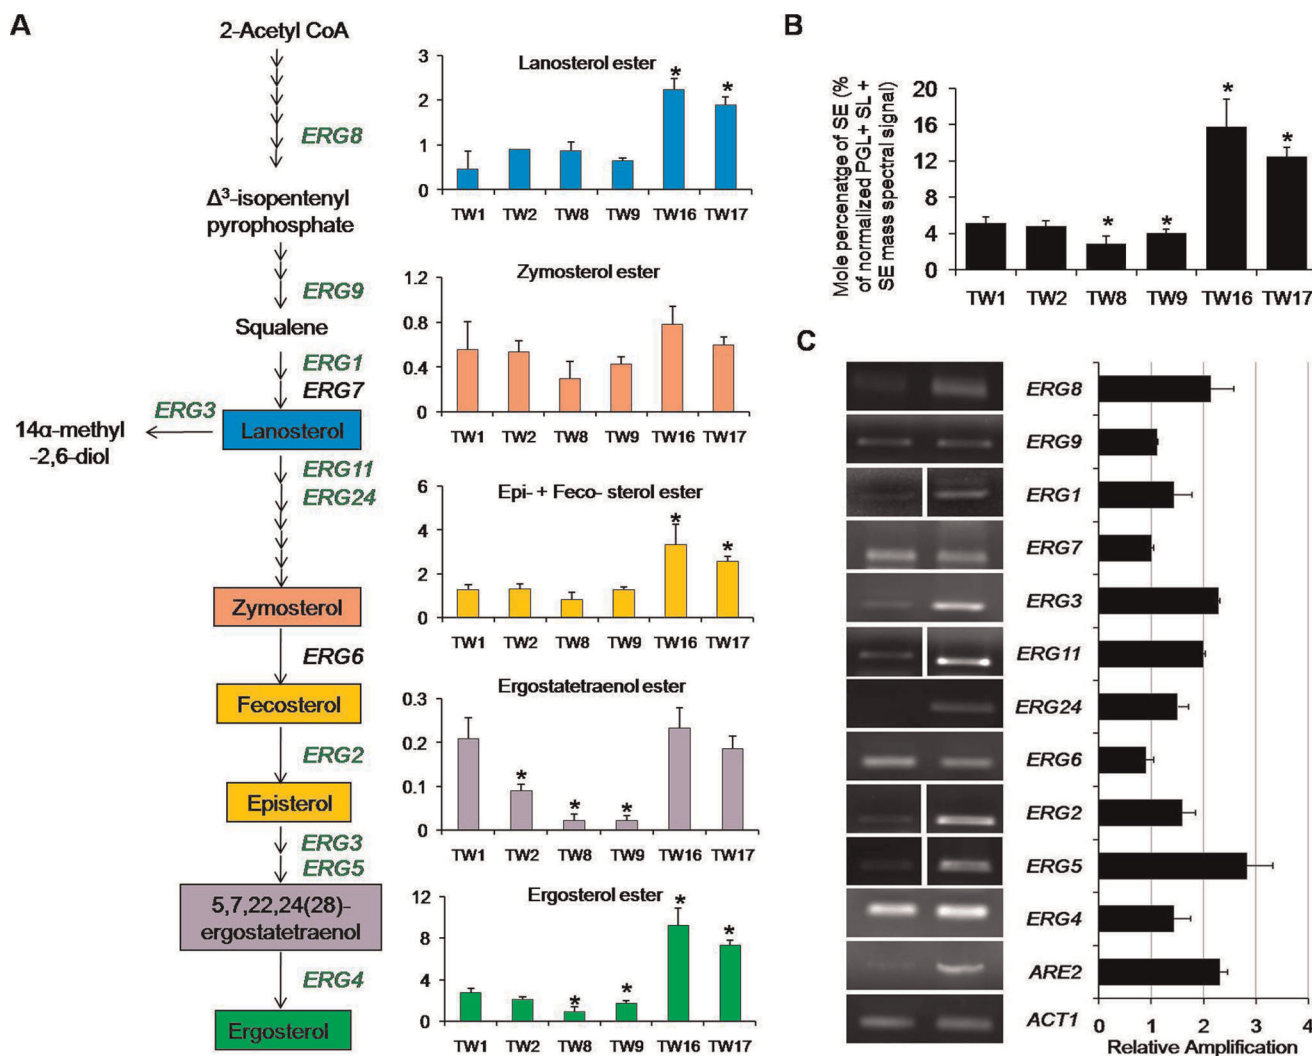 A
2-Acetyl CoA
ERG8
Δ³-isopentenyl
pyrophosphate
ERG9
Squalene
ERG1
ERG7
ERG3
Lanosterol
14α-methyl
-2,6-diol
ERG11
ERG24
Zymosterol
ERG6
Fecosterol
ERG2
Episterol
ERG3
ERG5
5,7,22,24(28)-
ergostatetraenol
ERG4
Ergosterol
Lanosterol ester
3
2
1
0
* *
TW1 TW2 TW8 TW9 TW16 TW17
Zymosterol ester
1.2
0.8
0.4
0
TW1 TW2 TW8 TW9 TW16 TW17
Epi- + Feco- sterol ester
6
4
2
0
* *
TW1 TW2 TW8 TW9 TW16 TW17
Ergostatetraenol ester
0.3
0.2
0.1
0
* * *
TW1 TW2 TW8 TW9 TW16 TW17
Ergosterol ester
12
8
4
0
* * * *
TW1 TW2 TW8 TW9 TW16 TW17
B
Mole percenatge of SE (%
of normalized PGL+ SL +
SE mass spectral signal)
20
16
12
8
4
0
* * * *
TW1 TW2 TW8 TW9 TW16 TW17
C
ERG8
ERG9
ERG1
ERG7
ERG3
ERG11
ERG24
ERG6
ERG2
ERG5
ERG4
ARE2
ACT1
0 1 2 3 4
Relative Amplification